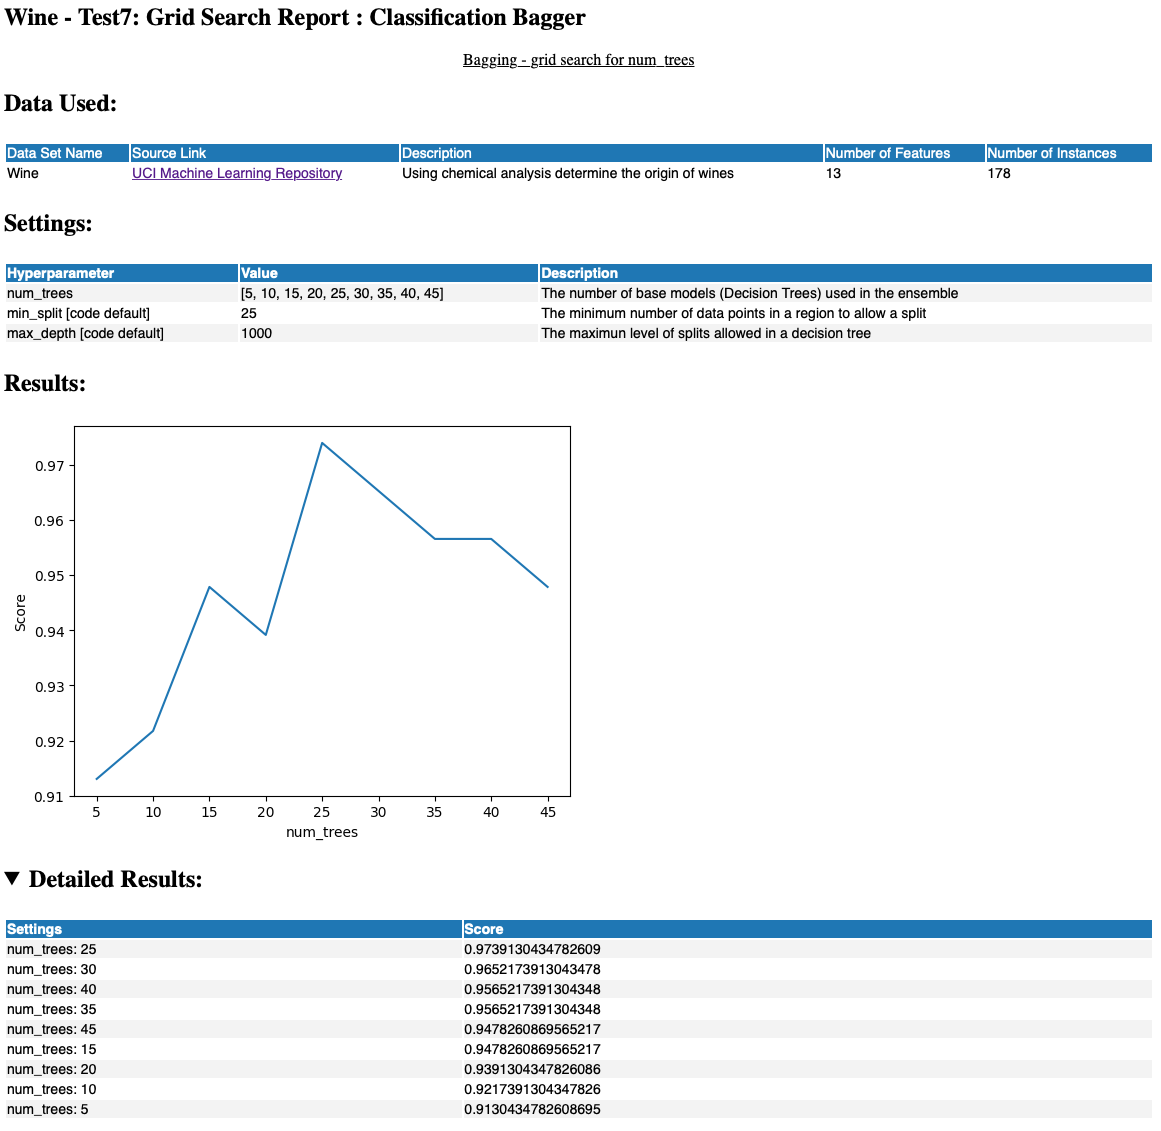 Wine - Test7: Grid Search Report : Classification Bagger
Bagging - grid search for num_trees
Data Used:
Data Set Name Source Link Description Number of Features Number of Instances
Wine UCI Machine Learning Repository Using chemical analysis determine the origin of wines 13 178
Settings:
Hyperparameter Value Description
num_trees [5, 10, 15, 20, 25, 30, 35, 40, 45] The number of base models (Decision Trees) used in the ensemble
min_split [code default] 25 The minimum number of data points in a region to allow a split
max_depth [code default] 1000 The maximun level of splits allowed in a decision tree
Results:
0.97
0.96
0.95
0.94
0.93
0.92
0.91
Score
5 10 15 20 25 30 35 40 45
num_trees
▼ Detailed Results:
Settings Score
num_trees: 25 0.9739130434782609
num_trees: 30 0.9652173913043478
num_trees: 40 0.9565217391304348
num_trees: 35 0.9565217391304348
num_trees: 45 0.9478260869565217
num_trees: 15 0.9478260869565217
num_trees: 20 0.9391304347826086
num_trees: 10 0.9217391304347826
num_trees: 5 0.9130434782608695